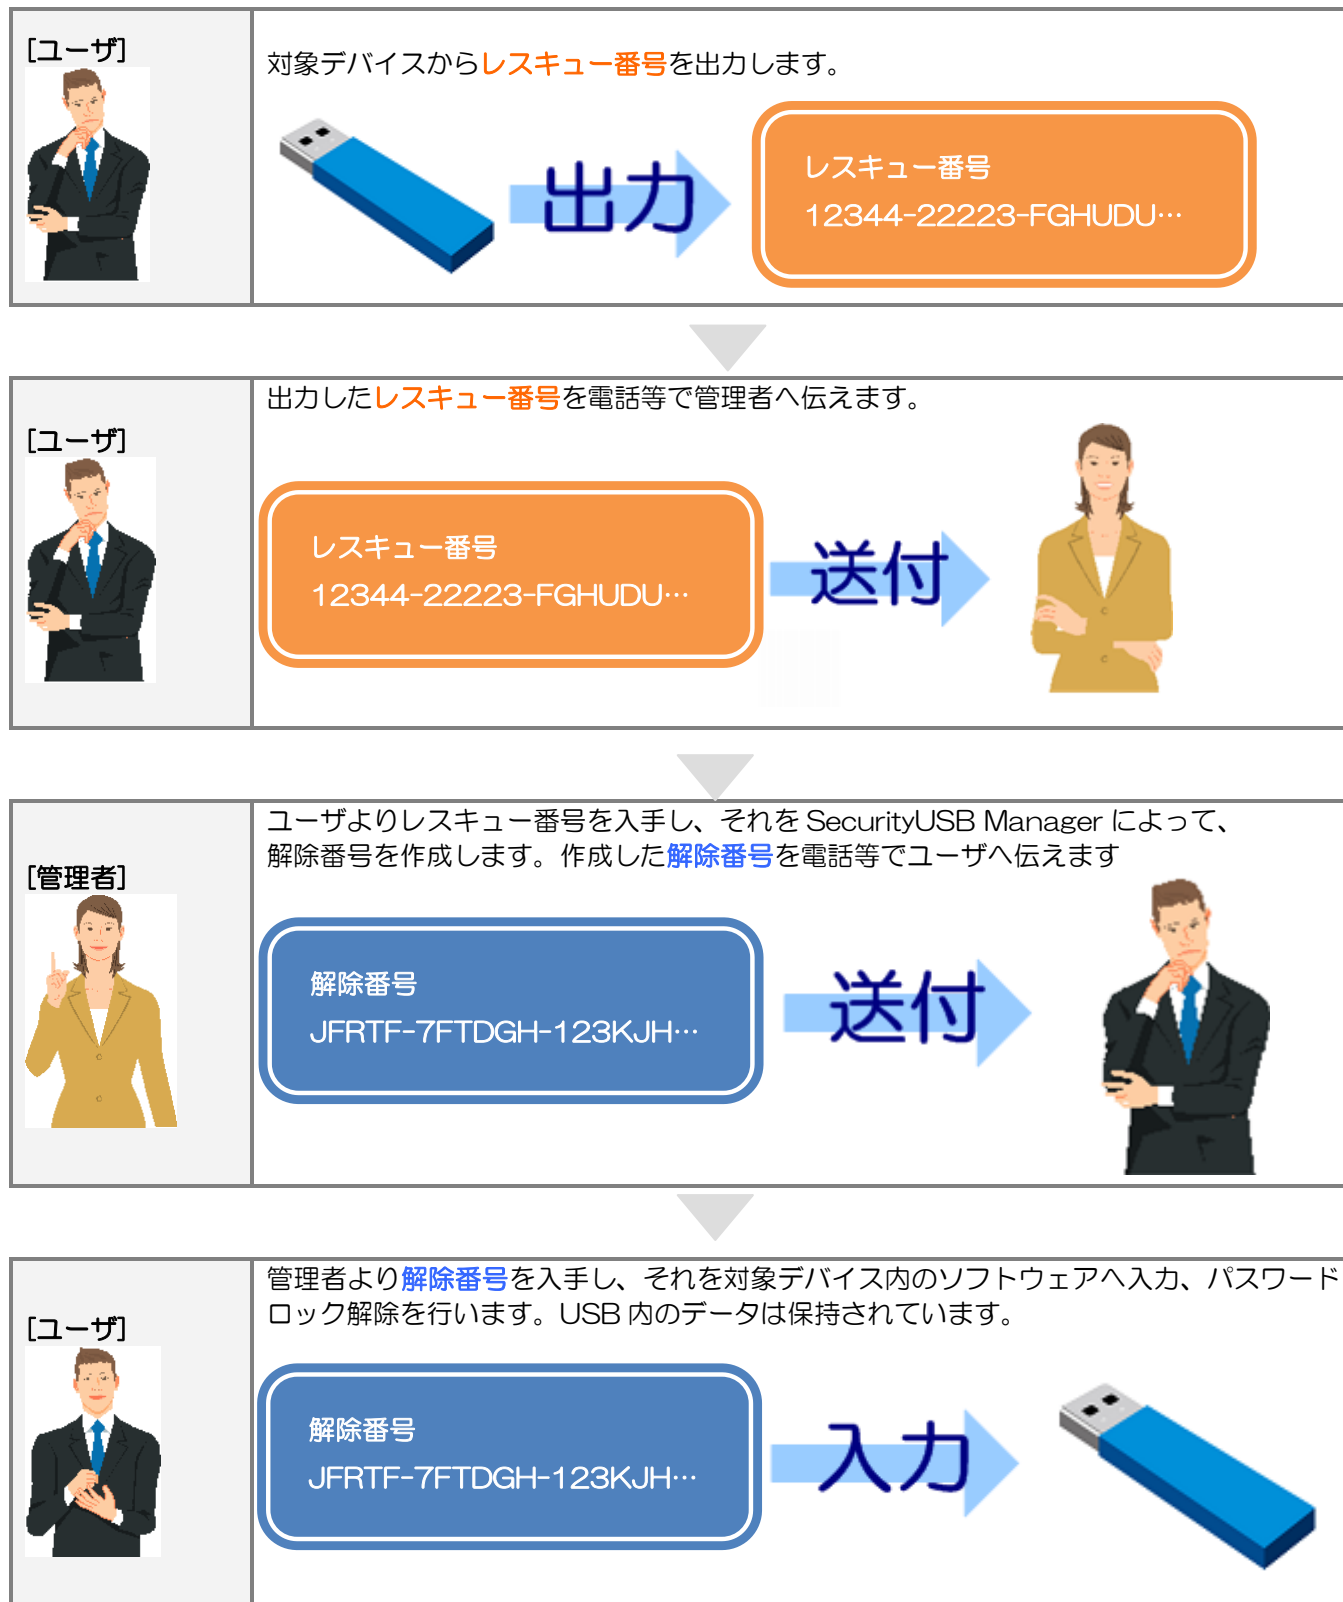 [ユーザ]
対象デバイスからレスキュー番号を出力します。
出力
レスキュー番号
12344-22223-FGHUDU…
[ユーザ]
出力したレスキュー番号を電話等で管理者へ伝えます。
レスキュー番号
12344-22223-FGHUDU…
送付
[管理者]
ユーザよりレスキュー番号を入手し、それを SecurityUSB Manager によって、
解除番号を作成します。作成した解除番号を電話等でユーザへ伝えます
解除番号
JFRTF-7FTDGH-123KJH…
送付
[ユーザ]
管理者より解除番号を入手し、それを対象デバイス内のソフトウェアへ入力、パスワード
ロック解除を行います。USB 内のデータは保持されています。
解除番号
JFRTF-7FTDGH-123KJH…
入力